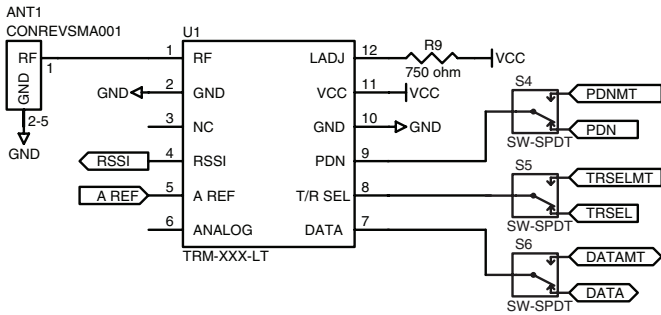 ANT1
CONREVSMA001
RF
GND
1
2-5
GND
U1
1 RF
2 GND
GND
3 NC
4 RSSI
RSSI
5 A REF
A REF
6 ANALOG
LADJ 12
R9
750 ohm
VCC
VCC 11
VCC
GND 10
GND
PDN 9
T/R SEL 8
DATA 7
TRM-XXX-LT
S4
PDNMT
PDN
SW-SPDT
S5
TRSELMT
TRSEL
SW-SPDT
S6
DATAMT
DATA
SW-SPDT